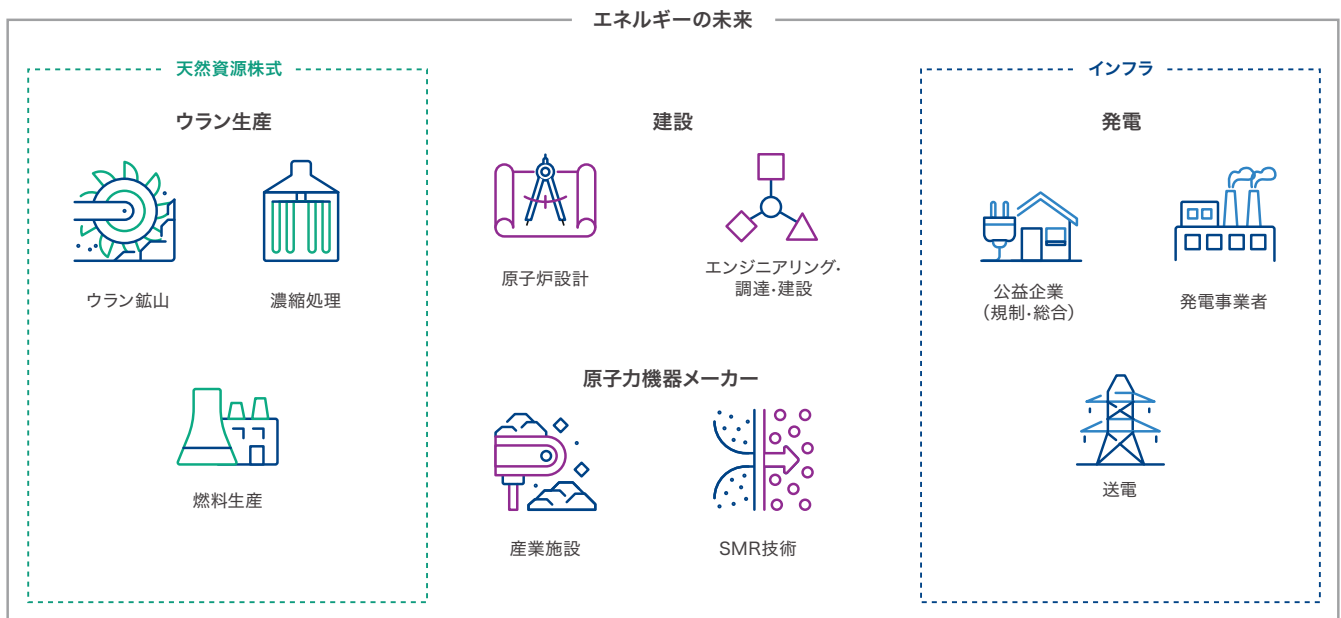 エネルギーの未来
天然資源株式
ウラン生産
ウラン鉱山
濃縮処理
燃料生産
建設
原子炉設計
エンジニアリング・
調達・建設
原子力機器メーカー
産業施設
SMR技術
インフラ
発電
公益企業
（規制・総合）
発電事業者
送電